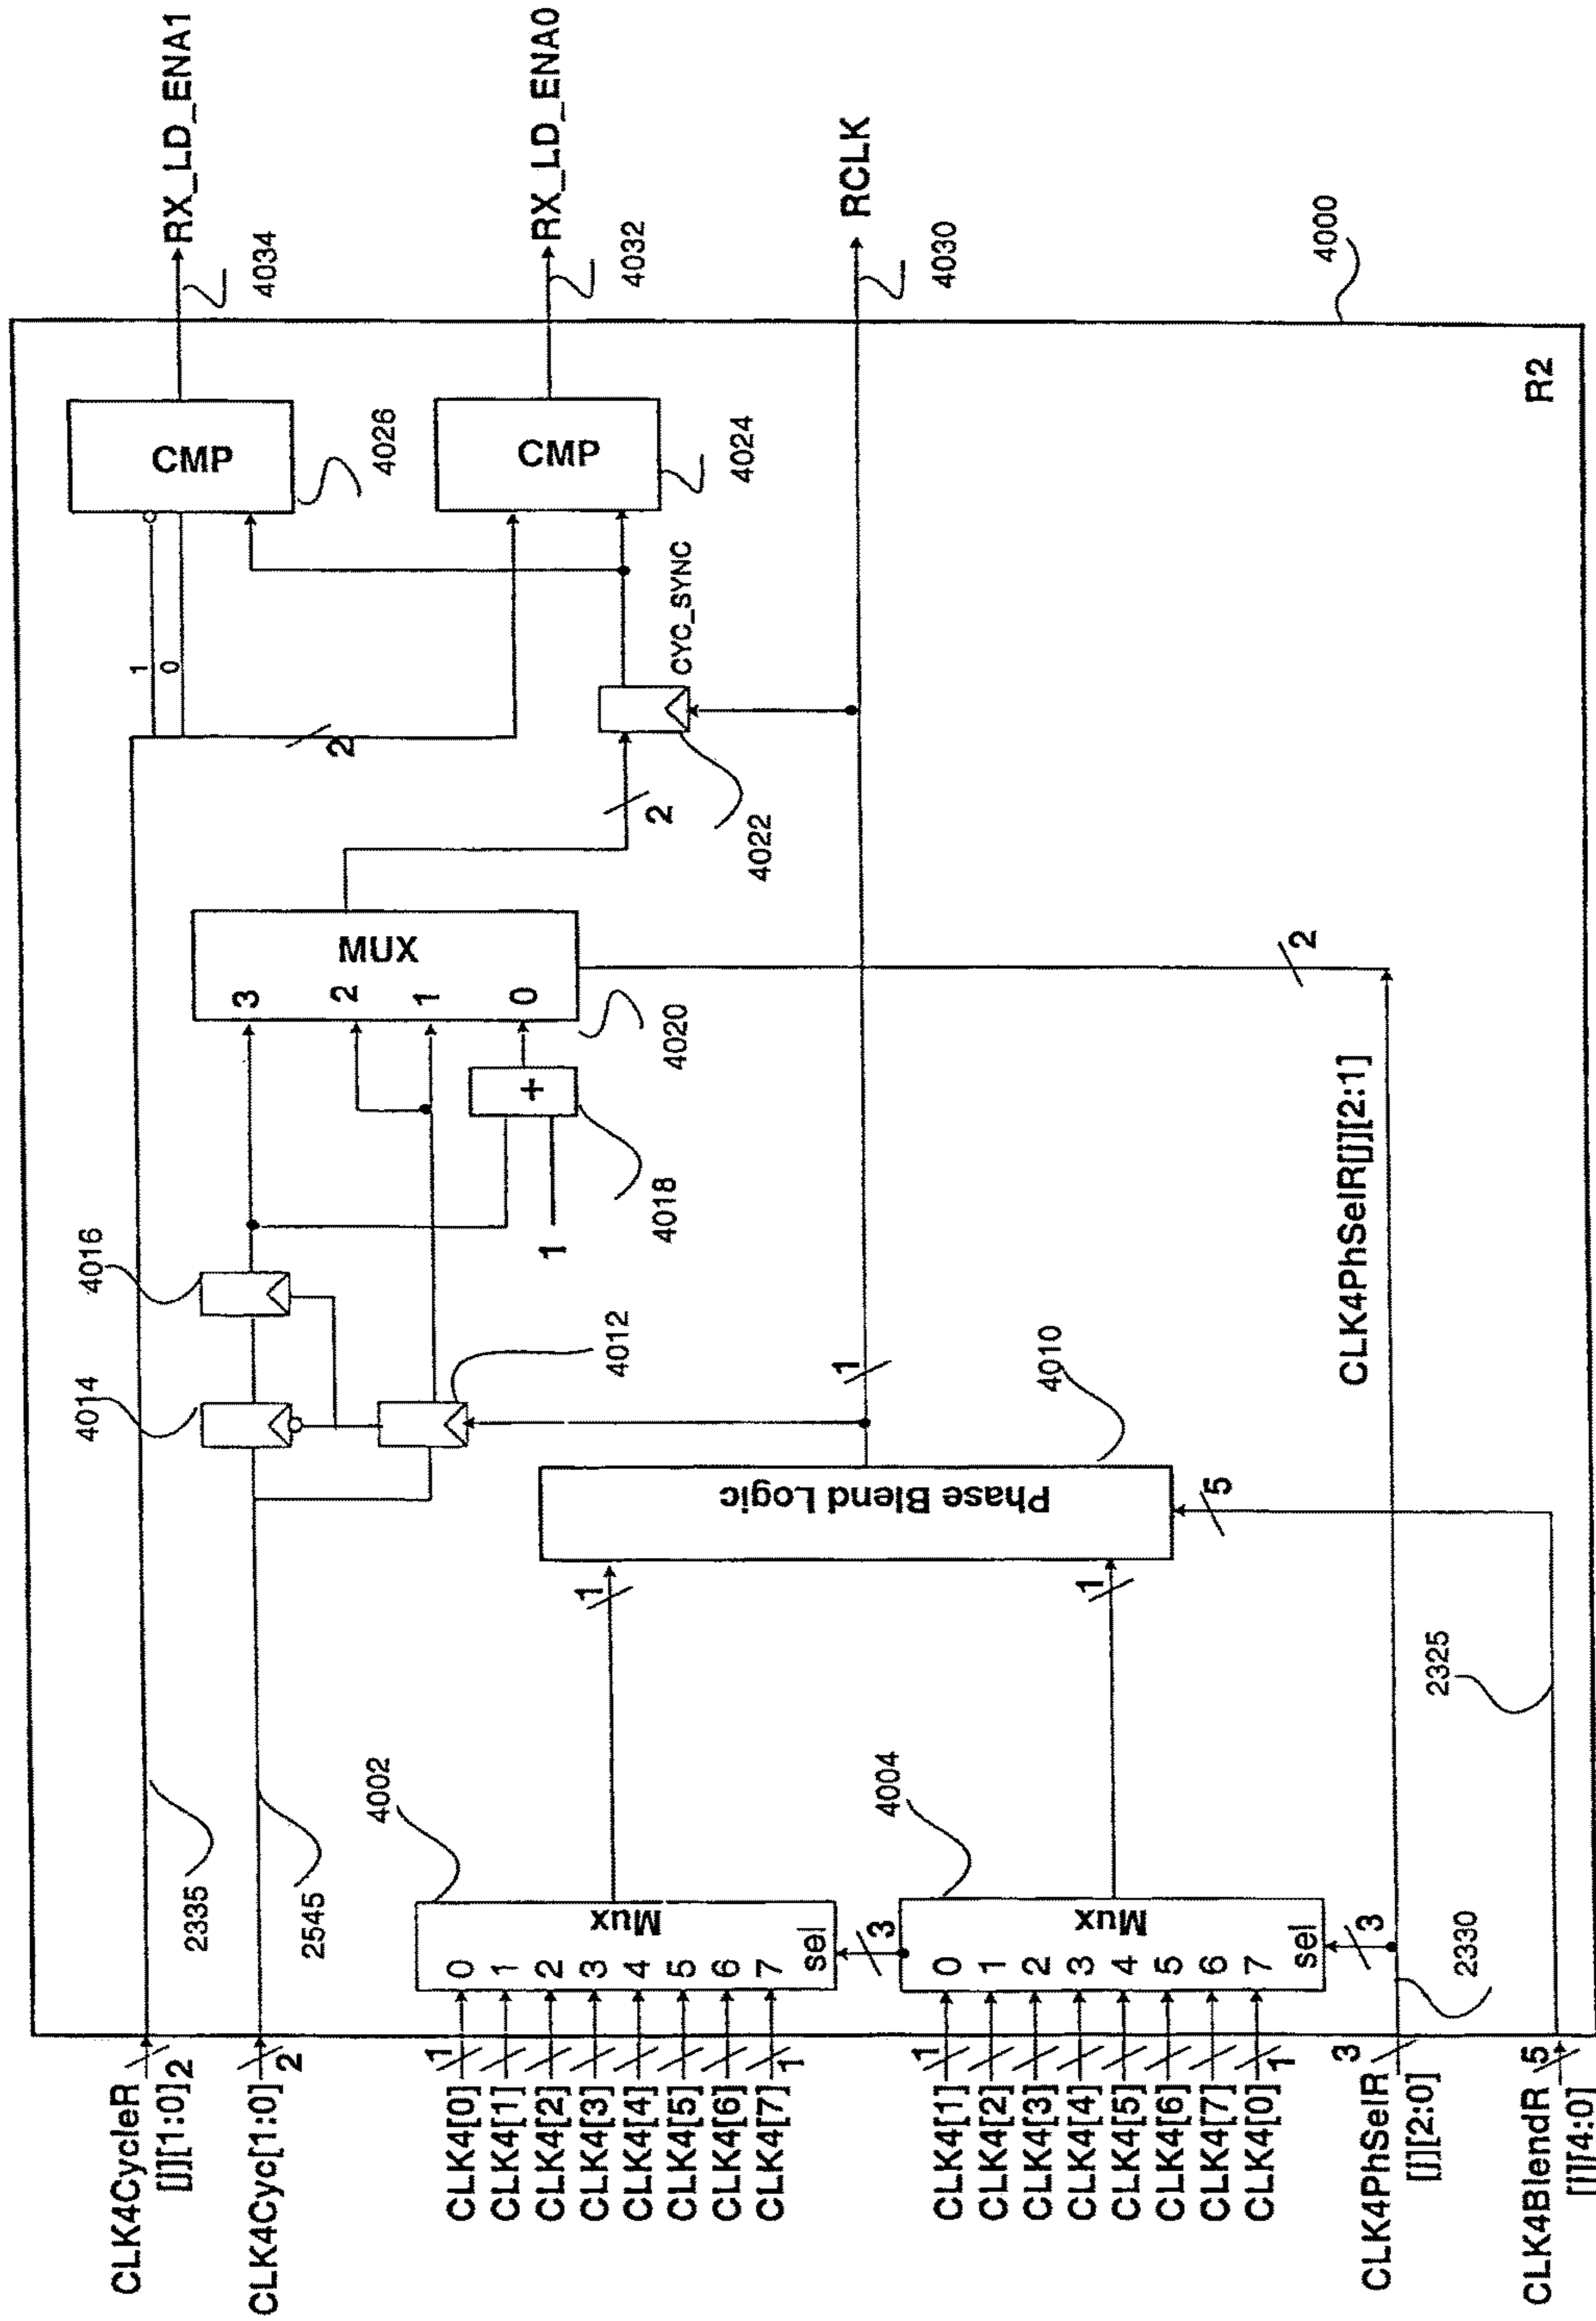 CLK4CycleR
[j][1:0]
2
CLK4Cyc[1:0]
2
CLK4[0]
CLK4[1]
CLK4[2]
CLK4[3]
CLK4[4]
CLK4[5]
CLK4[6]
CLK4[7]
1
1
CLK4[1]
CLK4[2]
CLK4[3]
CLK4[4]
CLK4[5]
CLK4[6]
CLK4[7]
CLK4[0]
1
1
CLK4PhSelR
[j][2:0]
3
CLK4BlendR
[j][4:0]
5
2335
2545
4002
Mux
0
1
2
3
4
5
6
7
sel
3
4004
Mux
0
1
2
3
4
5
6
7
sel
3
2330
2325
1
1
Phase Blend Logic
5
4010
1
4014
4016
4012
1
+
4018
CLK4PhSelR[j][2:1]
2
MUX
3
2
1
0
4020
2
4022
CYC_SYNC
1
0
2
CMP
4026
CMP
4024
R2
4000
RX_LD_ENA1
4034
RX_LD_ENA0
4032
RCLK
4030